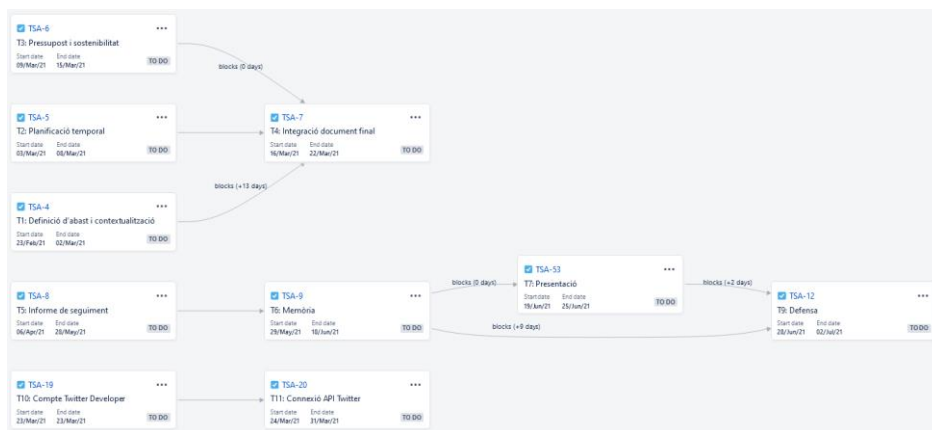 TSA-6 •••
T3: Pressupost i sostenibilitat
Start date End date
09/Mar/21 15/Mar/21 TO DO
blocks (0 days)
TSA-5 •••
T2: Planificació temporal
Start date End date
03/Mar/21 08/Mar/21 TO DO
TSA-7 •••
T4: Integració document final
Start date End date
16/Mar/21 22/Mar/21 TO DO
blocks (+13 days)
TSA-4 •••
T1: Definició d'abast i contextualització
Start date End date
23/Feb/21 02/Mar/21 TO DO
TSA-8 •••
T5: Informe de seguiment
Start date End date
06/Apr/21 28/May/21 TO DO
TSA-9 •••
T6: Memòria
Start date End date
29/May/21 18/Jun/21 TO DO
blocks (0 days)
TSA-53 •••
T7: Presentació
Start date End date
19/Jun/21 25/Jun/21 TO DO
blocks (+2 days)
blocks (+9 days)
TSA-12 •••
T9: Defensa
Start date End date
28/Jun/21 02/Jul/21 TO DO
TSA-19 •••
T10: Compte Twitter Developer
Start date End date
23/Mar/21 23/Mar/21 TO DO
TSA-20 •••
T11: Connexió API Twitter
Start date End date
24/Mar/21 31/Mar/21 TO DO